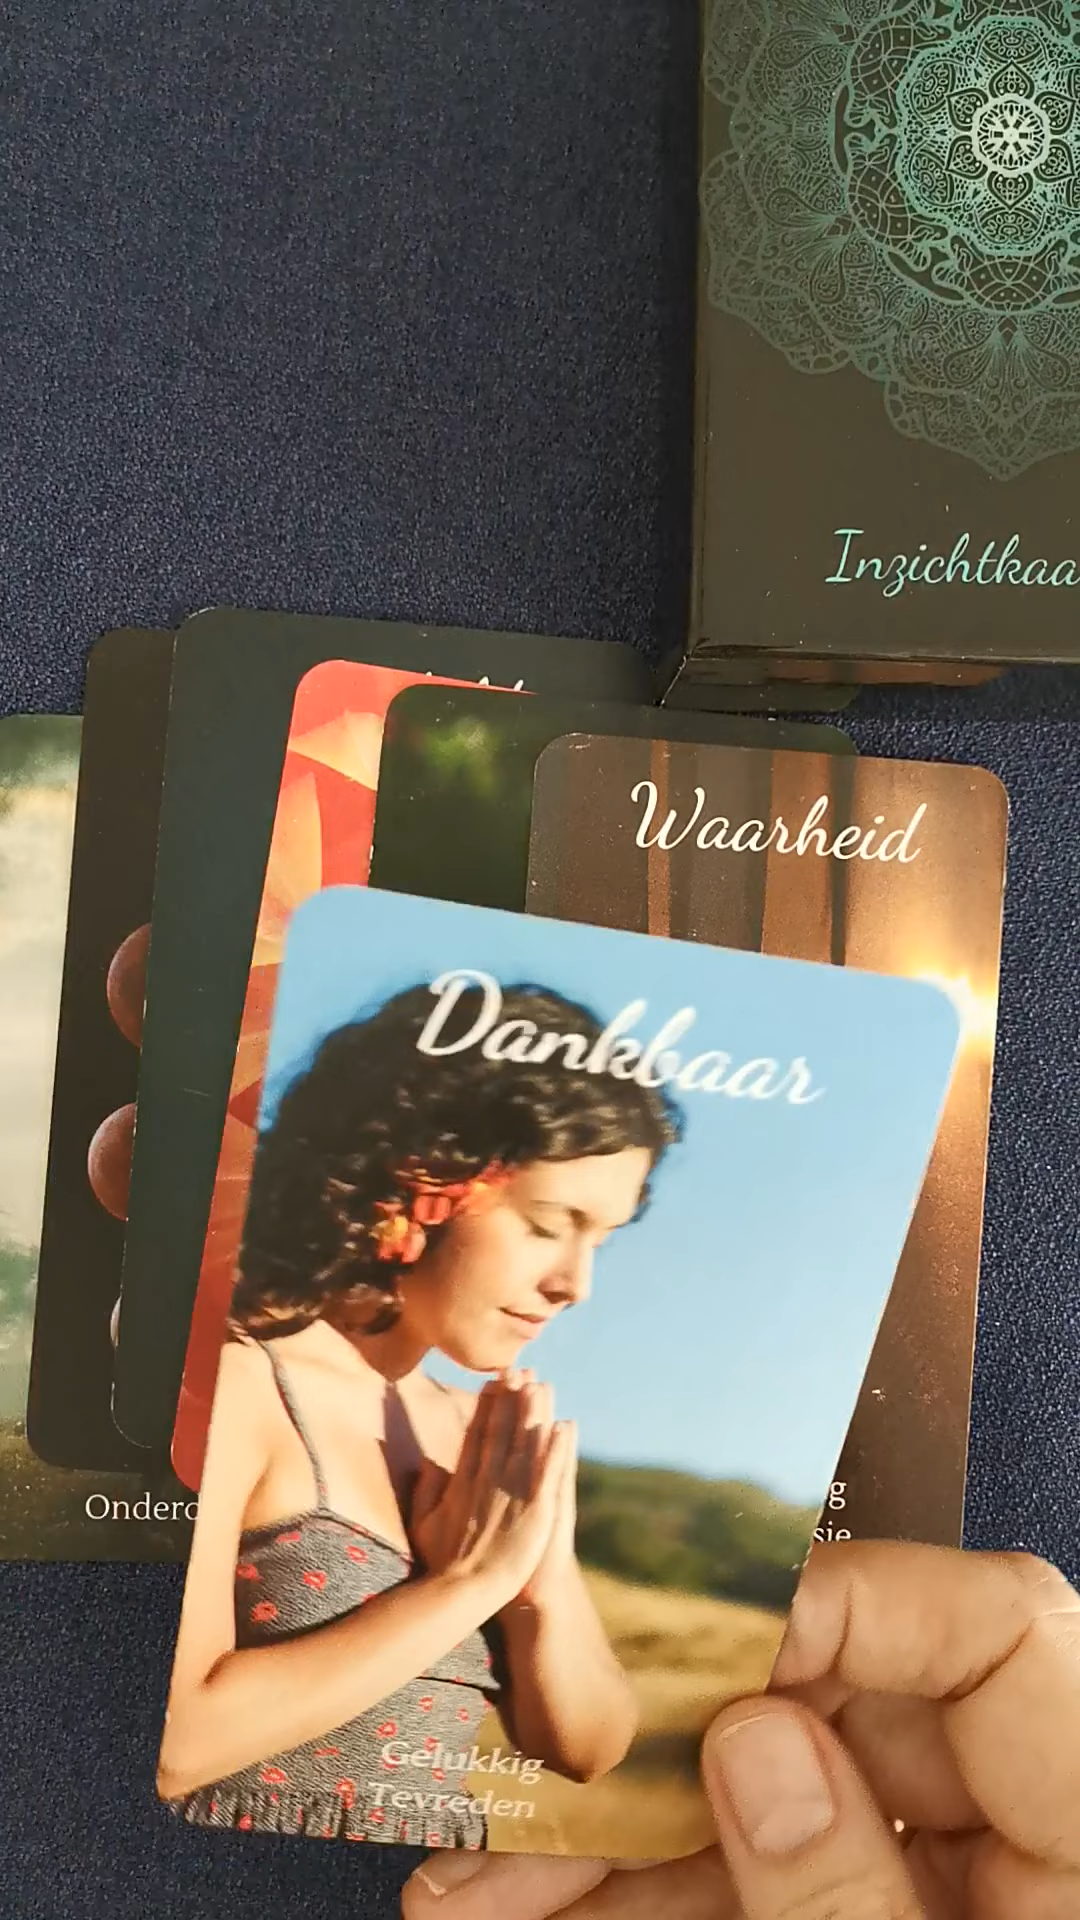 Inzichtkaa
Waarheid
Dankbaar
Onderd
g
sie
Gelukkig
Tevreden